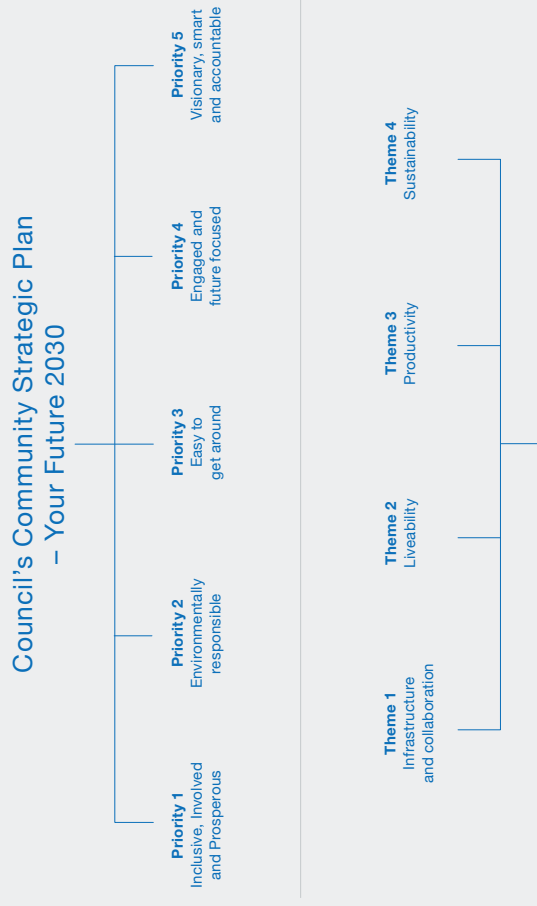 Council's Community Strategic Plan
– Your Future 2030
Priority 1
Inclusive, Involved
and Prosperous
Priority 2
Environmentally
responsible
Priority 3
Easy to
get around
Priority 4
Engaged and
future focused
Priority 5
Visionary, smart
and accountable
Theme 1
Infrastructure
and collaboration
Theme 2
Liveability
Theme 3
Productivity
Theme 4
Sustainability